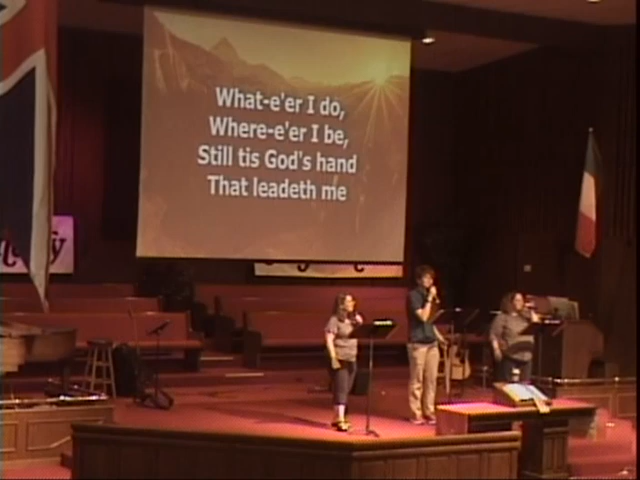 What-e'er I do,
Where-e'er I be,
Still tis God's hand
That leadeth me